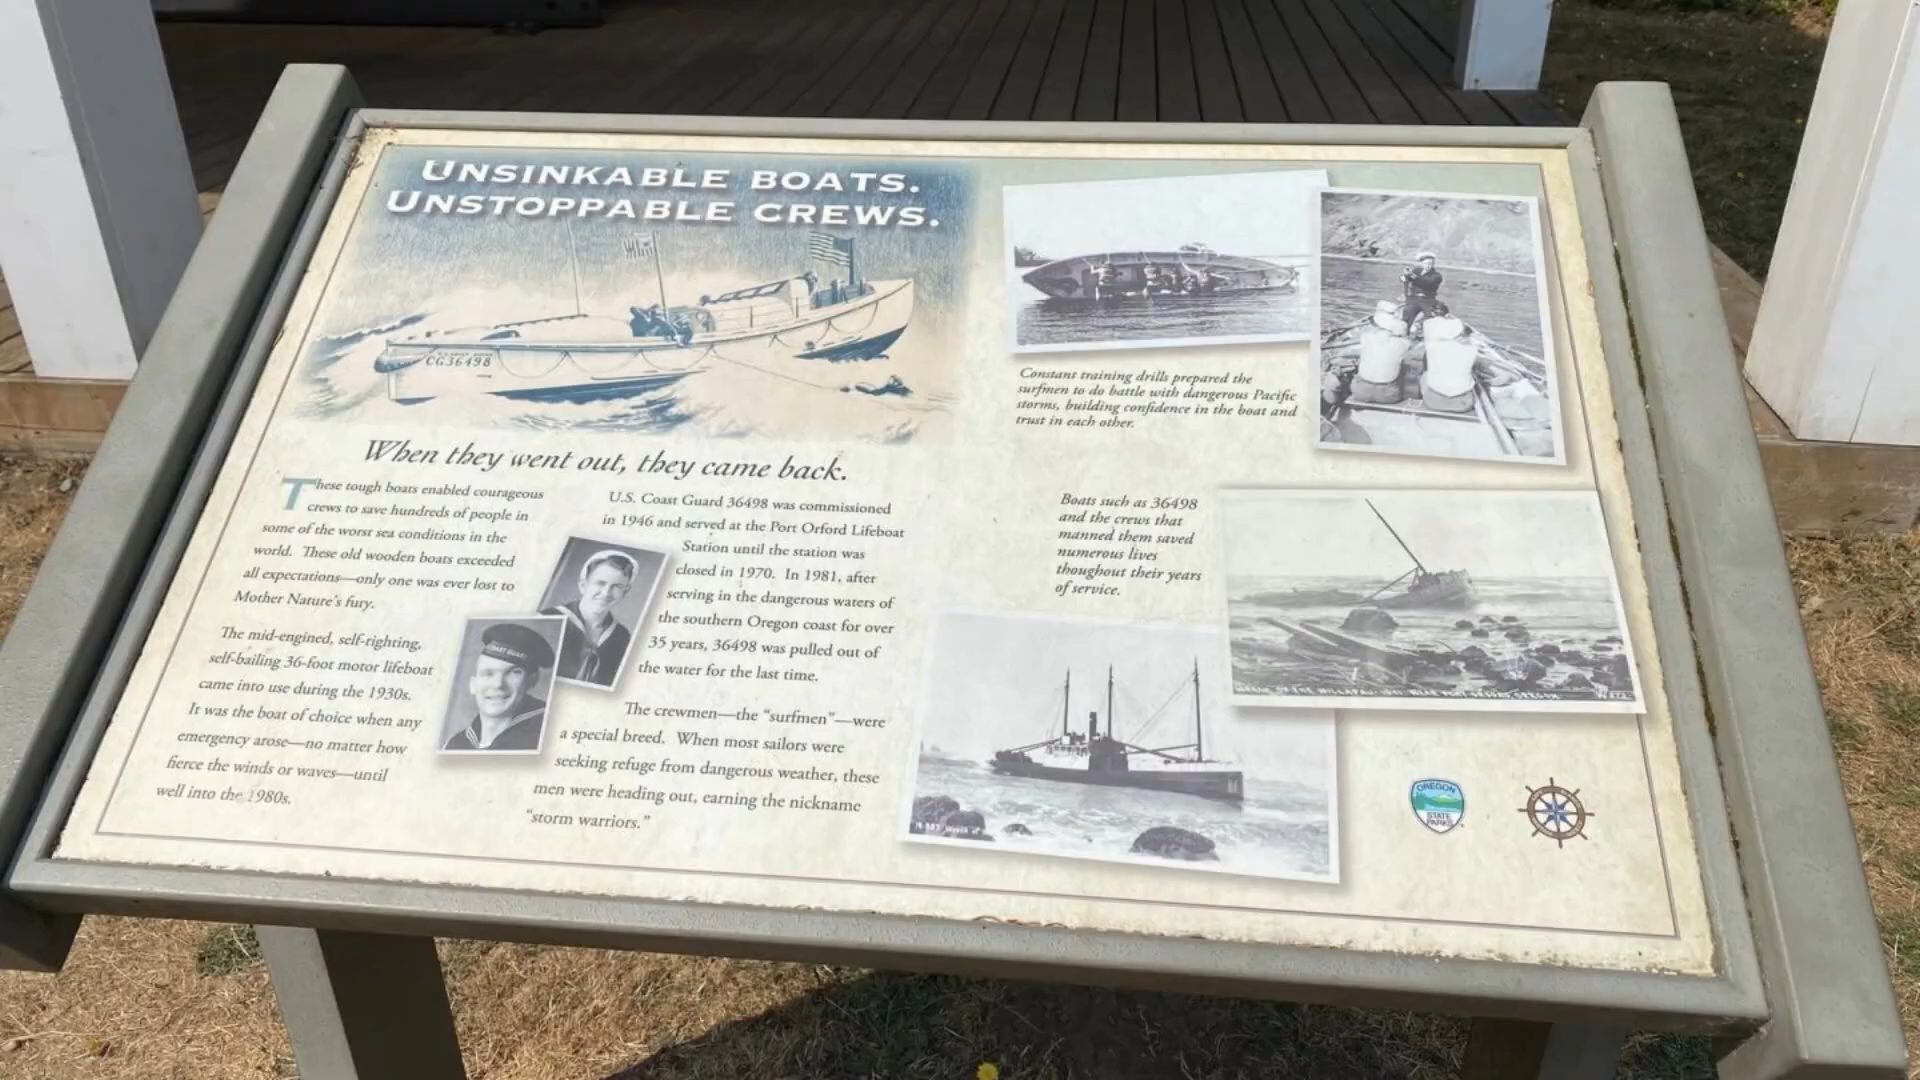 UNSINKABLE BOATS.
UNSTOPPABLE CREWS.
CG36498
When they went out, they came back.
These tough boats enabled courageous
crews to save hundreds of people in
some of the worst sea conditions in the
world. These old wooden boats exceeded
all expectations—only one was ever lost to
Mother Nature's fury.
The mid-engined, self-righting,
self-bailing 36-foot motor lifeboat
came into use during the 1930s.
It was the boat of choice when any
emergency arose—no matter how
fierce the winds or waves—until
well into the 1980s.
U.S. Coast Guard 36498 was commissioned
in 1946 and served at the Port Orford Lifeboat
Station until the station was
closed in 1970. In 1981, after
serving in the dangerous waters of
the southern Oregon coast for over
35 years, 36498 was pulled out of
the water for the last time.
The crewmen—the "surfmen"—were
a special breed. When most sailors were
seeking refuge from dangerous weather, these
men were heading out, earning the nickname
"storm warriors."
COAST GUARD
Constant training drills prepared the
surfmen to do battle with dangerous Pacific
storms, building confidence in the boat and
trust in each other.
Boats such as 36498
and the crews that
manned them saved
numerous lives
thoughout their years
of service.
WRECK OF THE WILLAPA-1941 NEAR PORT ORFORD OREGON
OREGON
STATE
PARKS